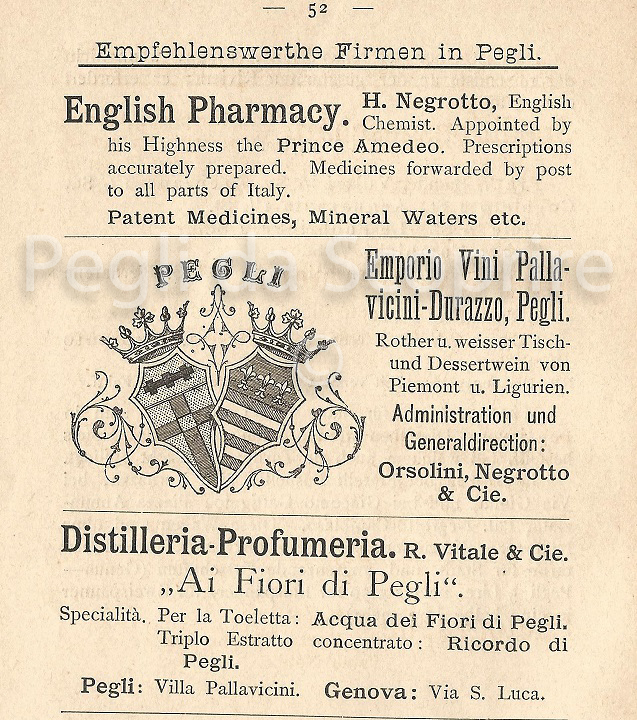 — 52 —
Empfehlenswerthe Firmen in Pegli.
English Pharmacy. H. Negrotto, English
Chemist. Appointed by
his Highness the Prince Amedeo. Prescriptions
accurately prepared. Medicines forwarded by post
to all parts of Italy.
Patent Medicines, Mineral Waters etc.
Pegli da Scoprire
©
PEGLI
Emporio Vini Palla-
vicini-Durazzo, Pegli.
Rother u. weisser Tisch-
und Dessertwein von
Piemont u. Ligurien.
Administration und
Generaldirection:
Orsolini, Negrotto
& Cie.
Distilleria-Profumeria. R. Vitale & Cie.
„Ai Fiori di Pegli“.
Specialità. Per la Toeletta: Acqua dei Fiori di Pegli.
Triplo Estratto concentrato: Ricordo di
Pegli.
Pegli: Villa Pallavicini. Genova: Via S. Luca.